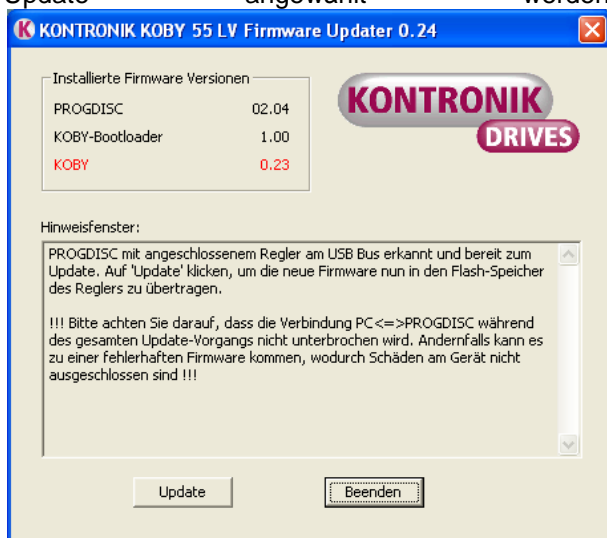 Update angewählt werden
KONTRONIK KOBY 55 LV Firmware Updater 0.24
Installierte Firmware Versionen
PROGDISC 02.04
KOBY-Bootloader 1.00
KOBY 0.23
KONTRONIK
DRIVES
Hinweisfenster:
PROGDISC mit angeschlossenem Regler am USB Bus erkannt und bereit zum
Update. Auf 'Update' klicken, um die neue Firmware nun in den Flash-Speicher
des Reglers zu übertragen.
!!! Bitte achten Sie darauf, dass die Verbindung PC<=>PROGDISC während
des gesamten Update-Vorgangs nicht unterbrochen wird. Andernfalls kann es
zu einer fehlerhaften Firmware kommen, wodurch Schäden am Gerät nicht
ausgeschlossen sind !!!
Update
Beenden